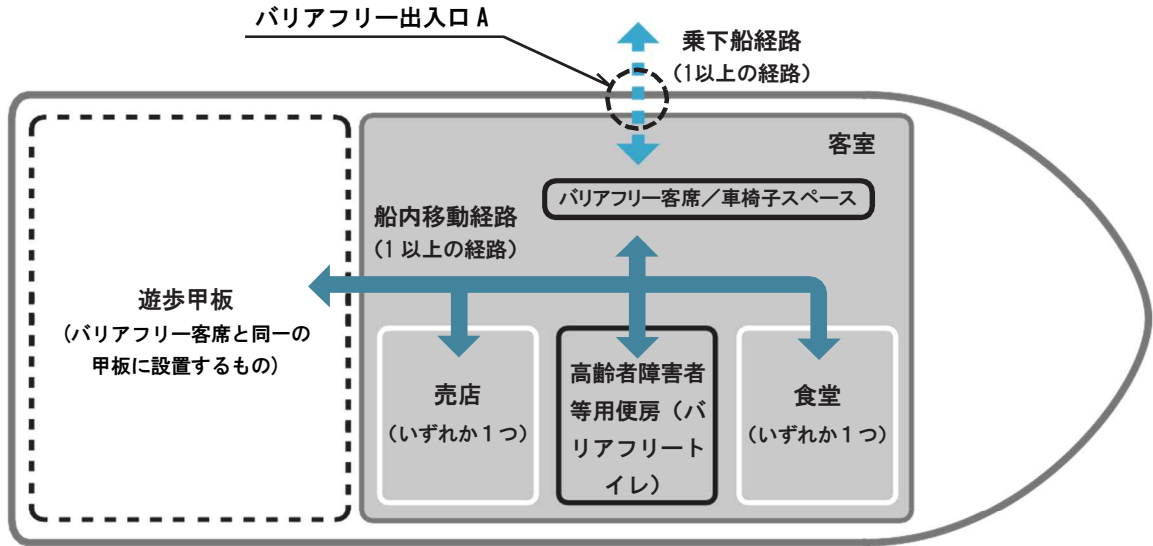 バリアフリー出入口 A
乗下船経路
（1以上の経路）
客室
バリアフリー客席／車椅子スペース
船内移動経路
（1 以上の経路）
遊歩甲板
（バリアフリー客席と同一の
甲板に設置するもの）
売店
（いずれか１つ）
高齢者障害者
等用便房（バ
リアフリート
イレ）
食堂
（いずれか１つ）